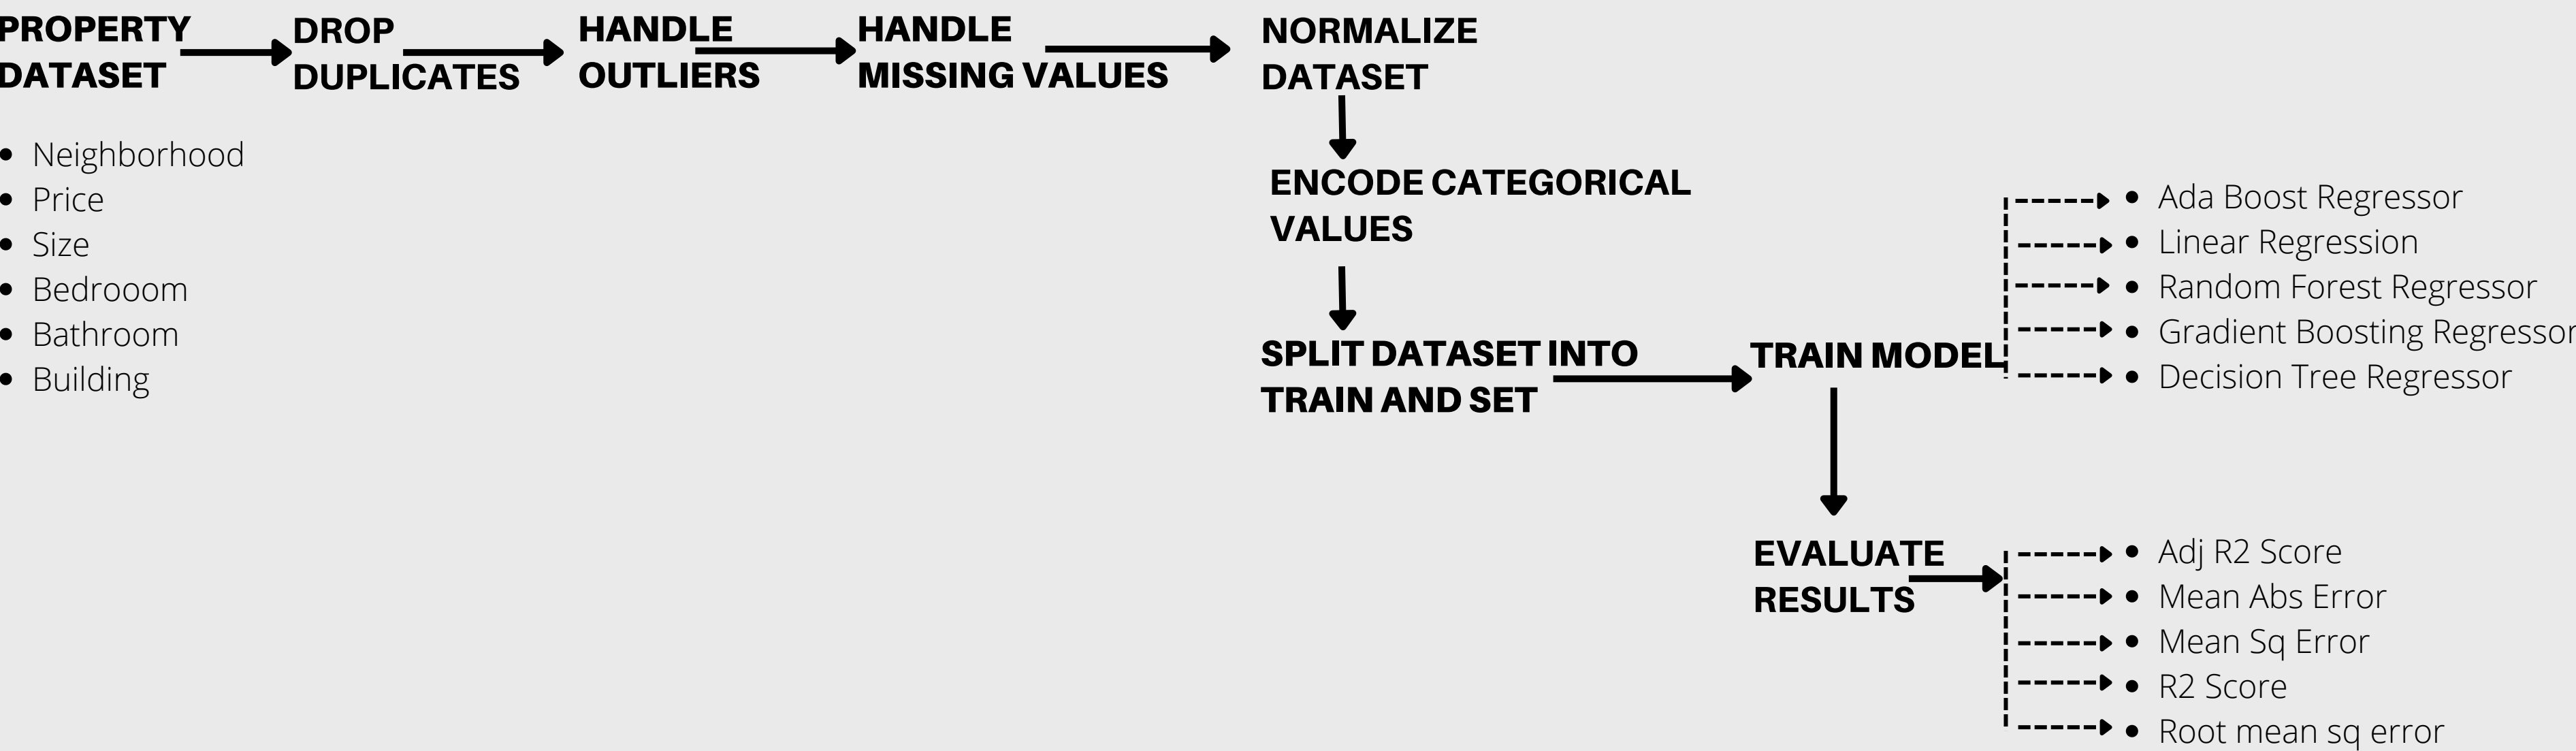 PROPERTY
DATASET
DROP
DUPLICATES
HANDLE
OUTLIERS
HANDLE
MISSING VALUES
NORMALIZE
DATASET
Neighborhood
Price
Size
Bedrooom
Bathroom
Building
ENCODE CATEGORICAL
VALUES
SPLIT DATASET INTO
TRAIN AND SET
TRAIN MODEL
Ada Boost Regressor
Linear Regression
Random Forest Regressor
Gradient Boosting Regressor
Decision Tree Regressor
EVALUATE
RESULTS
Adj R2 Score
Mean Abs Error
Mean Sq Error
R2 Score
Root mean sq error